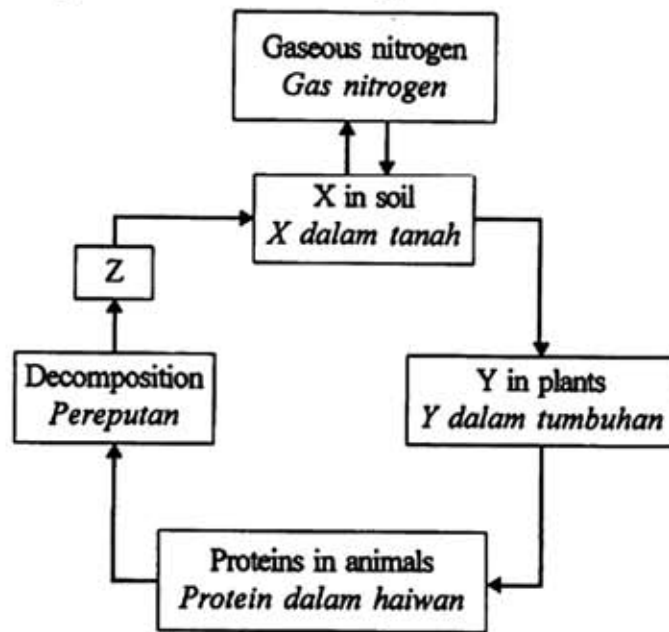 Gaseous nitrogen
Gas nitrogen
X in soil
X dalam tanah
Z
Decomposition
Pereputan
Y in plants
Y dalam tumbuhan
Proteins in animals
Protein dalam haiwan